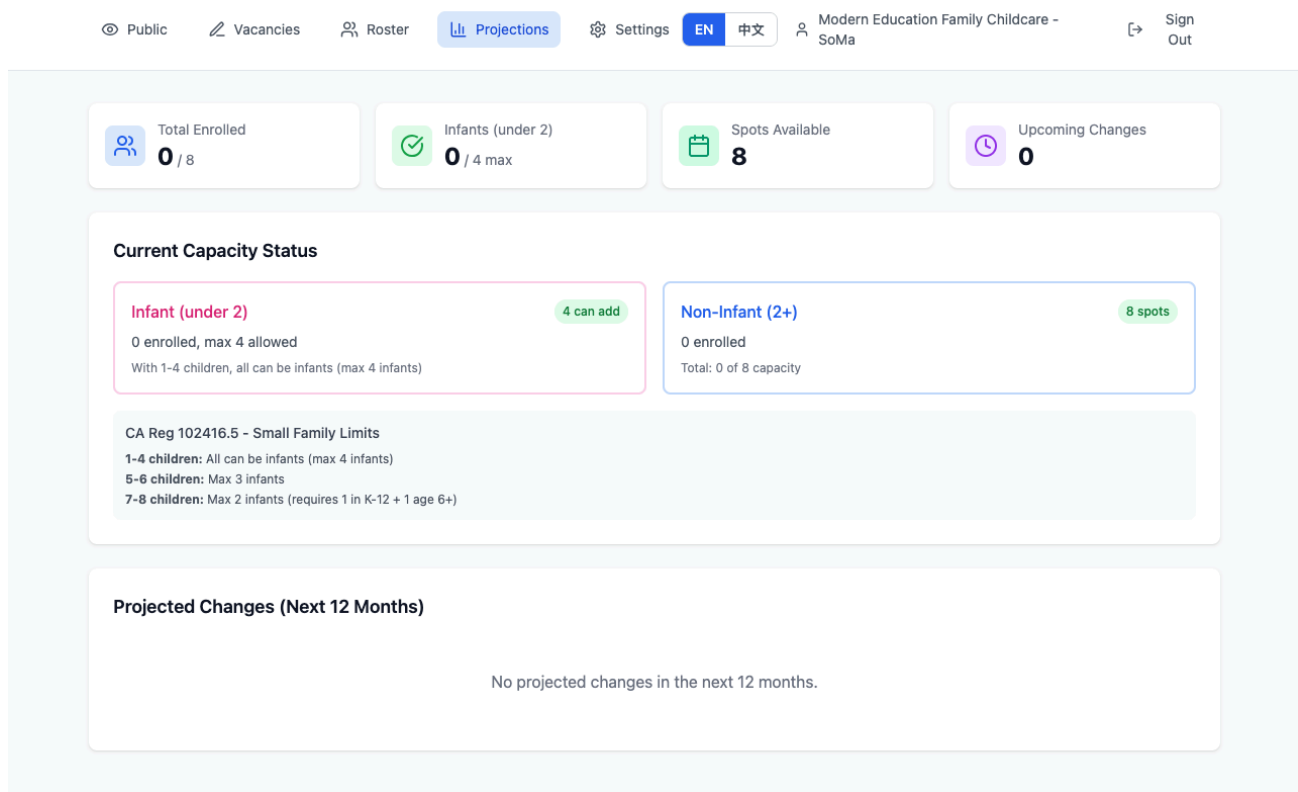 Public
Vacancies
Roster
Projections
Settings
EN
中文
Modern Education Family Childcare -
SoMa
Sign
Out
Total Enrolled
0 / 8
Infants (under 2)
0 / 4 max
Spots Available
8
Upcoming Changes
0
Current Capacity Status
Infant (under 2)
4 can add
0 enrolled, max 4 allowed
With 1-4 children, all can be infants (max 4 infants)
Non-Infant (2+)
8 spots
0 enrolled
Total: 0 of 8 capacity
CA Reg 102416.5 - Small Family Limits
1-4 children: All can be infants (max 4 infants)
5-6 children: Max 3 infants
7-8 children: Max 2 infants (requires 1 in K-12 + 1 age 6+)
Projected Changes (Next 12 Months)
No projected changes in the next 12 months.